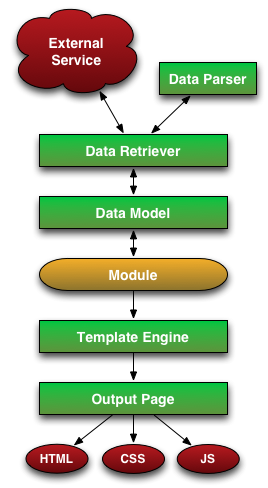 External
Service
Data Parser
Data Retriever
Data Model
Module
Template Engine
Output Page
HTML
CSS
JS